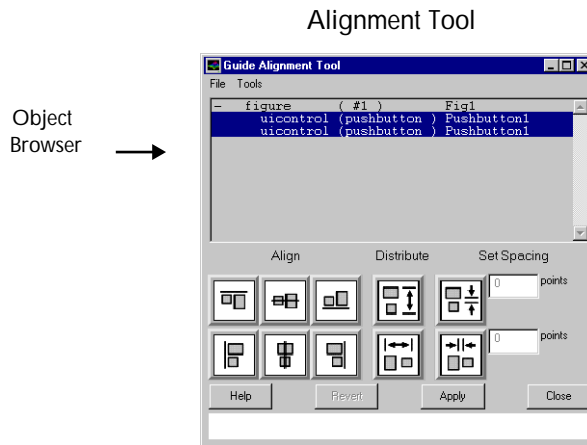 Alignment Tool
Guide Alignment Tool
File Tools
Object
Browser
– figure ( #1 ) Fig1
uicontrol (pushbutton ) Pushbutton1
uicontrol (pushbutton ) Pushbutton1
Align Distribute Set Spacing
0 points
0 points
Help Revert Apply Close